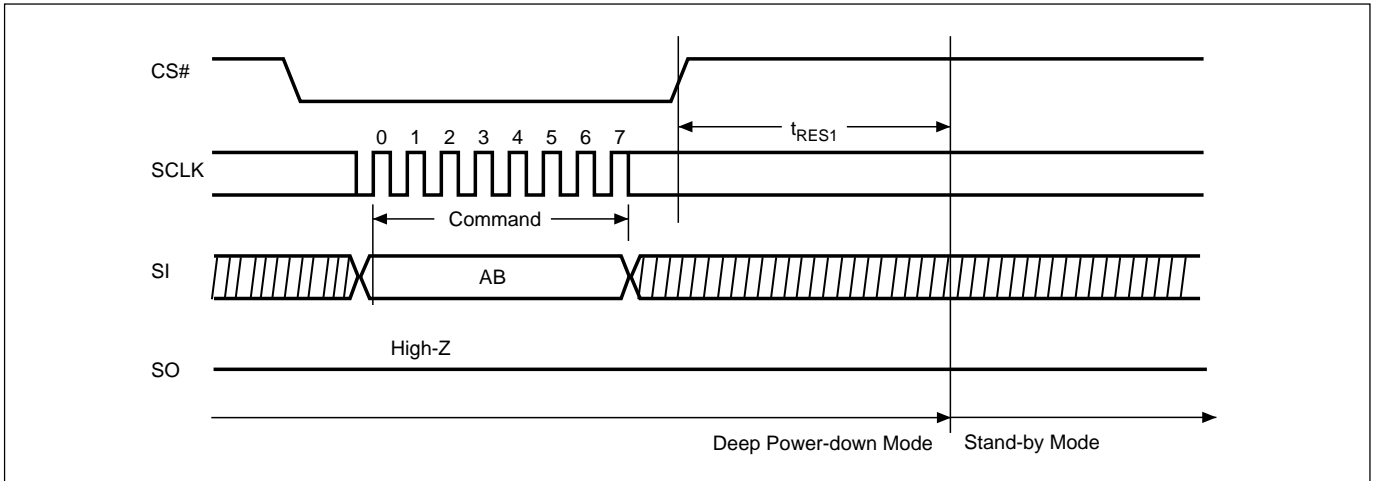 CS#
tRES1
0 1 2 3 4 5 6 7
SCLK
Command
SI
AB
High-Z
SO
Deep Power-down Mode Stand-by Mode